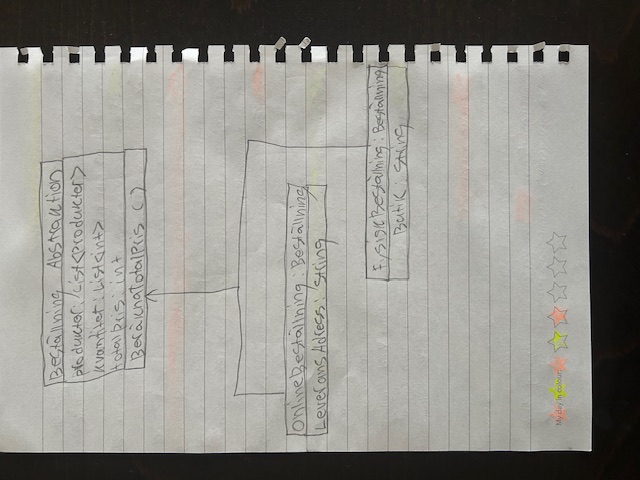 Beställning Abstraktion
produkter: List<Produkter>
kvantitet: List<int>
totalPris: int
BeräknaTotalPris ( )
OnlineBeställning: Beställning
LeveransAdress: String
FysiskBeställning: Beställning
Butik: String
My day in colour: